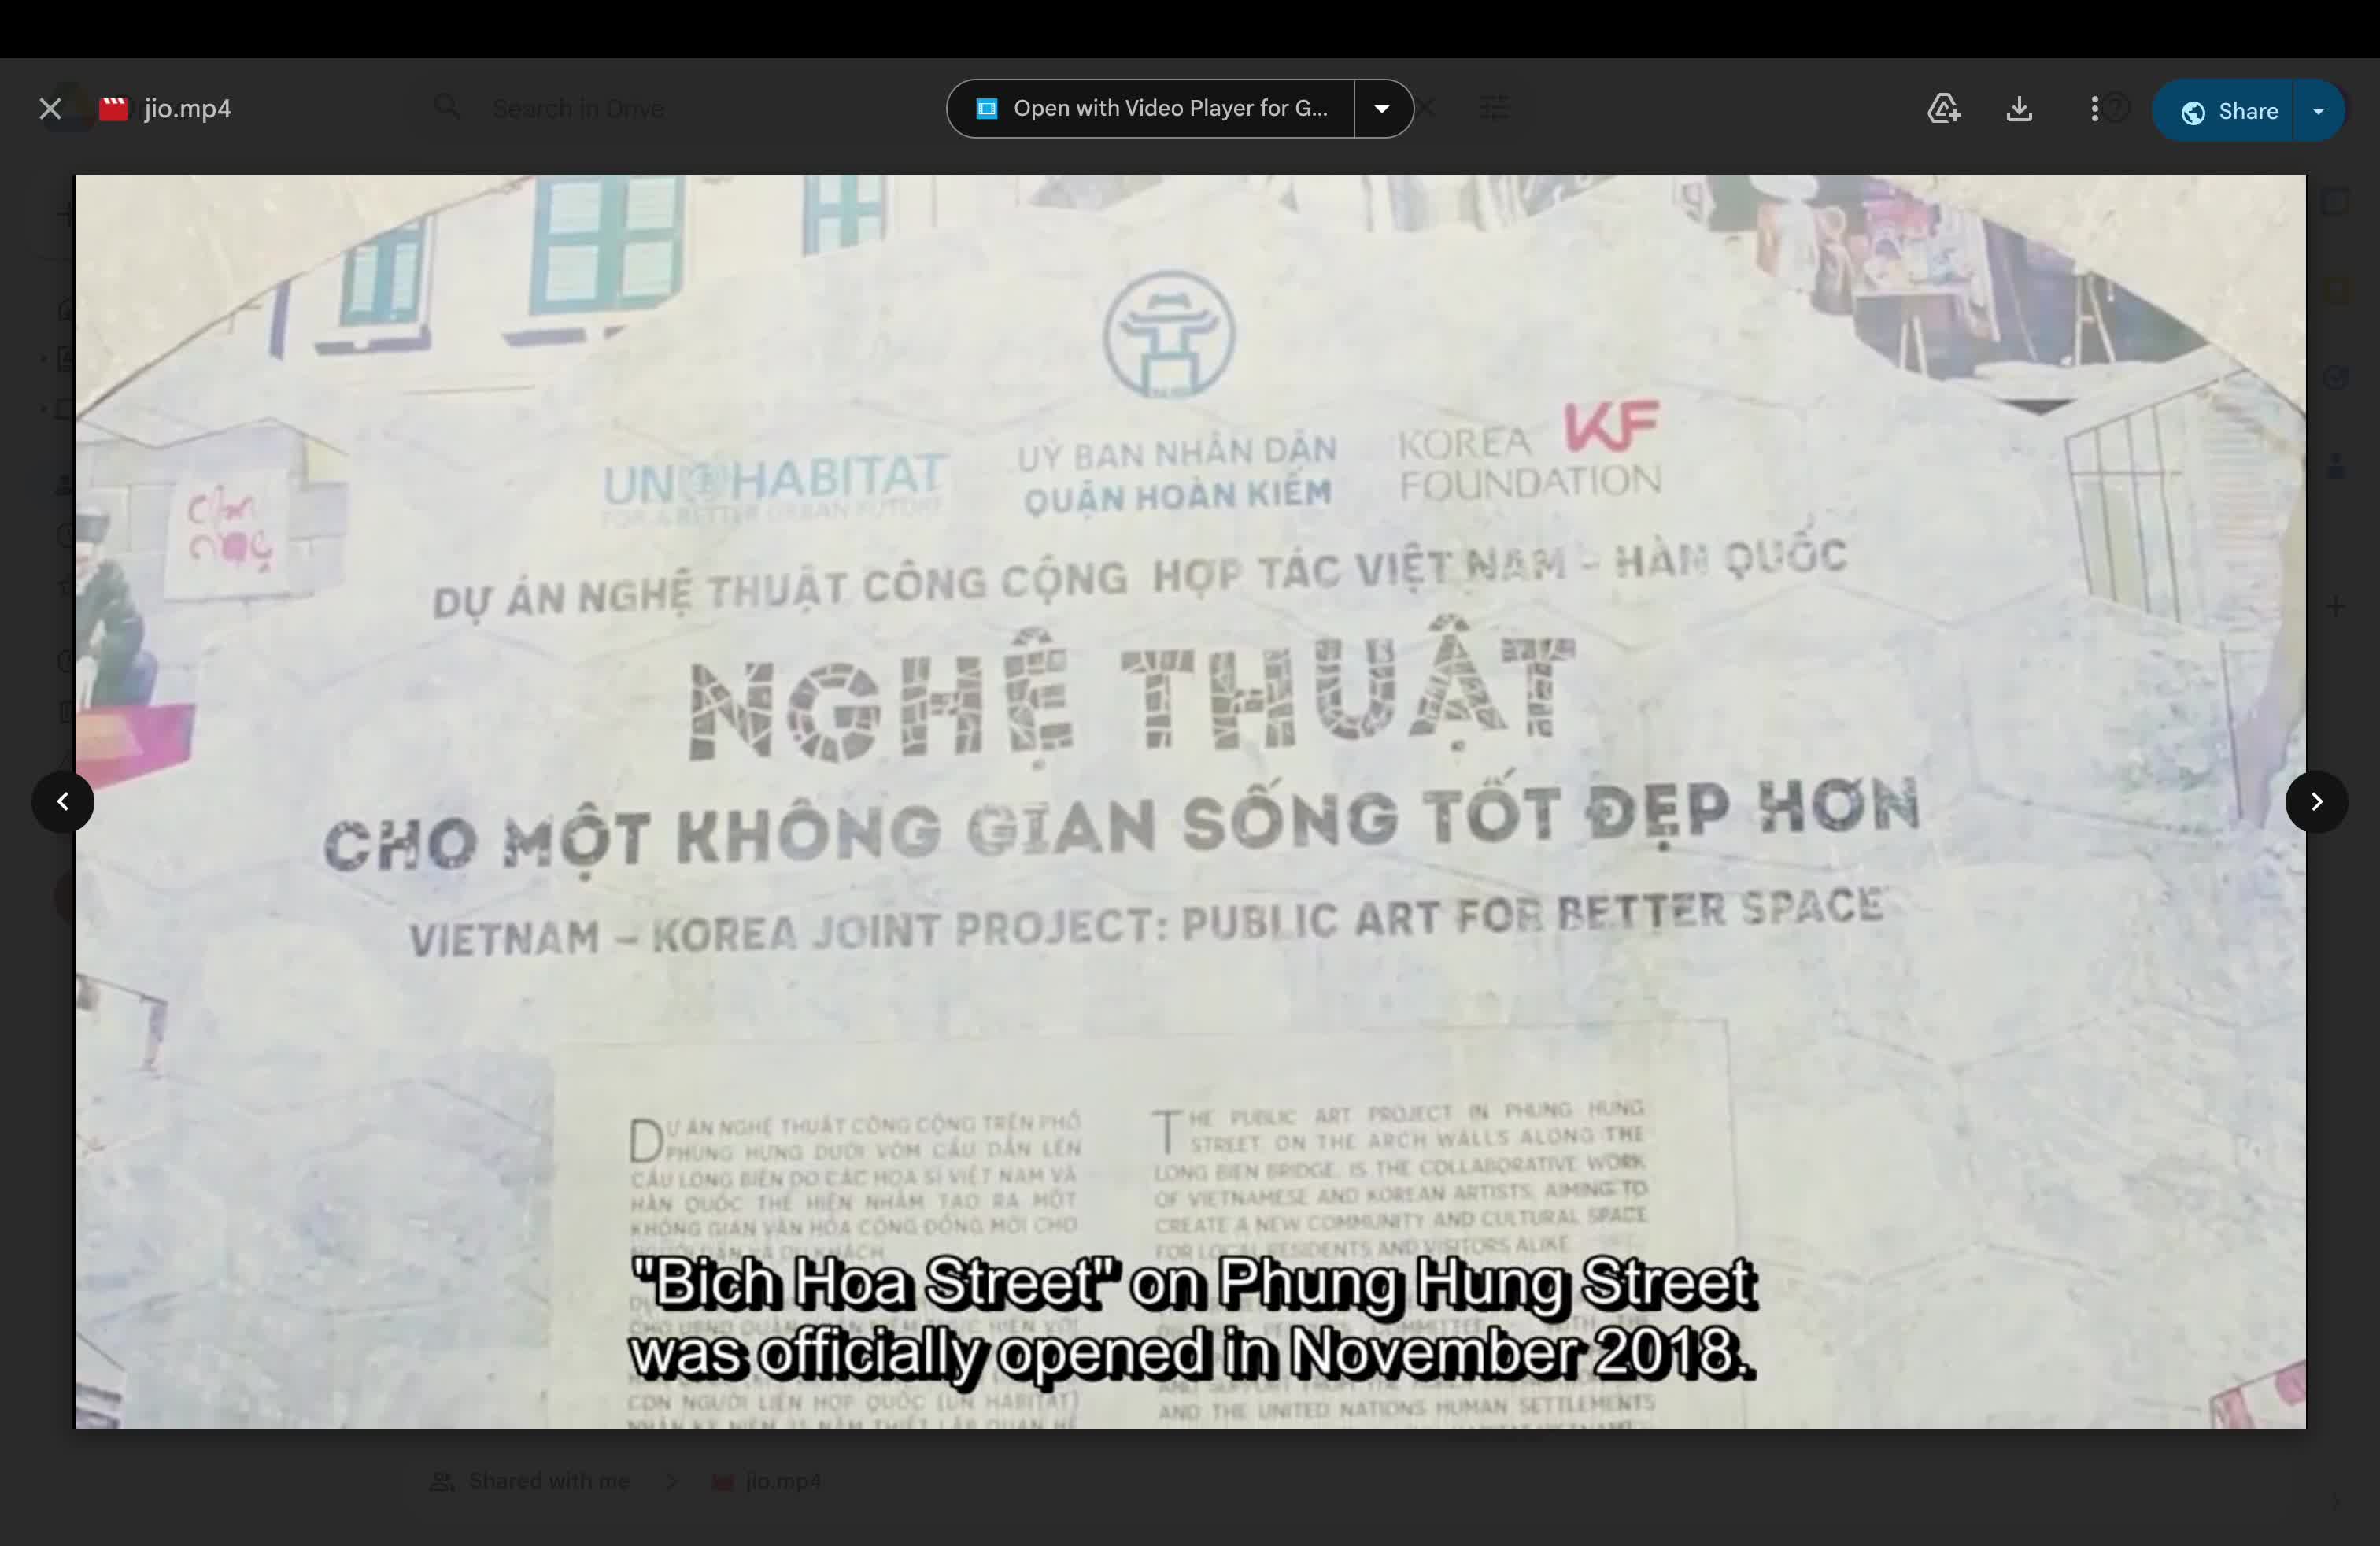 jio.mp4
Search in Drive
Open with Video Player for G...
Share
UN HABITAT
FOR A BETTER URBAN FUTURE
UỶ BAN NHÂN DÂN
QUẬN HOÀN KIẾM
KOREA KF
FOUNDATION
DỰ ÁN NGHỆ THUẬT CÔNG CỘNG HỢP TÁC VIỆT NAM – HÀN QUỐC
NGHỆ THUẬT
CHO MỘT KHÔNG GIAN SỐNG TỐT ĐẸP HƠN
VIETNAM – KOREA JOINT PROJECT: PUBLIC ART FOR BETTER SPACE
DỰ ÁN NGHỆ THUẬT CÔNG CỘNG TRÊN PHỐ
PHÙNG HƯNG DƯỚI VÒM CẦU DẪN LÊN
CẦU LONG BIÊN DO CÁC HỌA SĨ VIỆT NAM VÀ
HÀN QUỐC THỂ HIỆN NHẰM TẠO RA MỘT
KHÔNG GIAN VĂN HÓA CỘNG ĐỒNG MỚI CHO
THE PUBLIC ART PROJECT IN PHUNG HUNG
STREET, ON THE ARCH WALLS ALONG THE
LONG BIEN BRIDGE, IS THE COLLABORATIVE WORK
OF VIETNAMESE AND KOREAN ARTISTS, AIMING TO
CREATE A NEW COMMUNITY AND CULTURAL SPACE
FOR LOCAL RESIDENTS AND VISITORS ALIKE.
"Bich Hoa Street" on Phung Hung Street
was officially opened in November 2018.
CON NGƯỜI LIÊN HỢP QUỐC (UN HABITAT)
AND THE UNITED NATIONS HUMAN SETTLEMENTS
Shared with me
jio.mp4